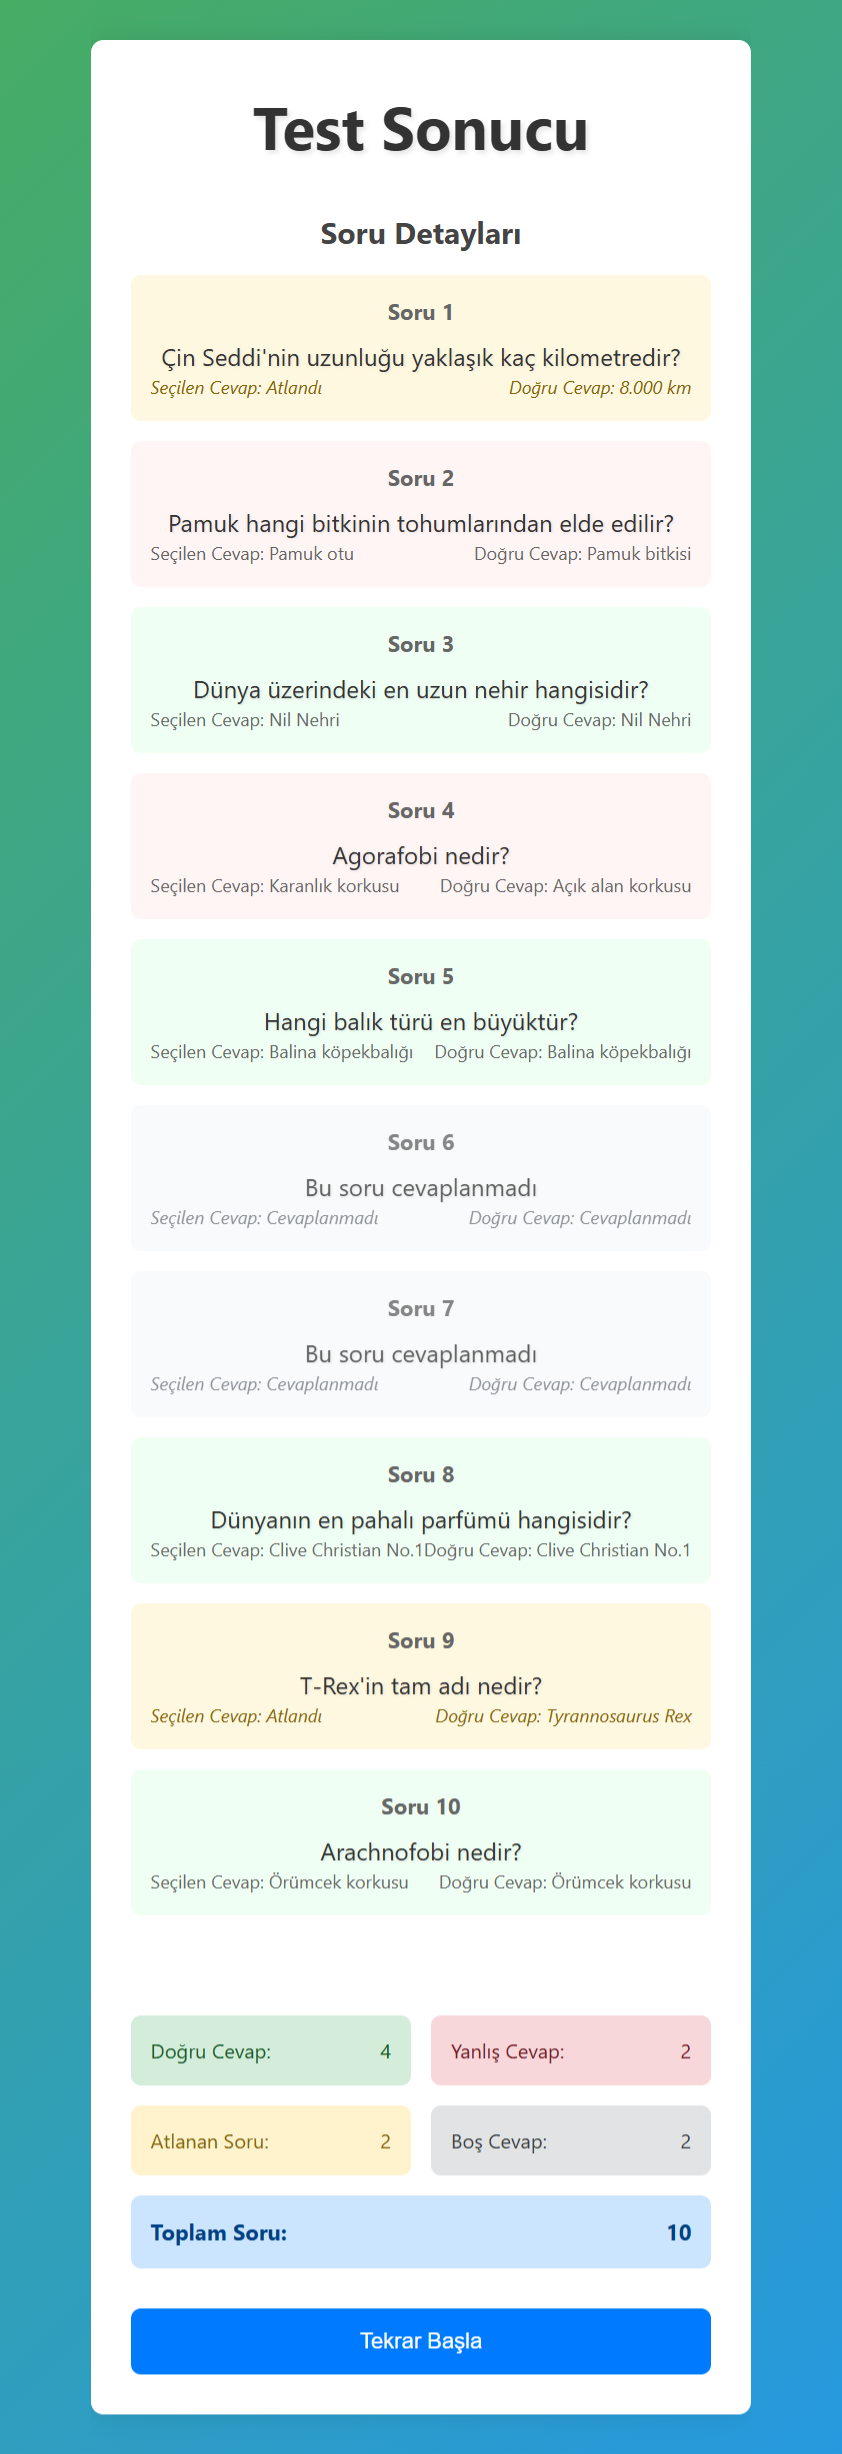 Test Sonucu
Soru Detayları
Soru 1
Çin Seddi'nin uzunluğu yaklaşık kaç kilometredir?
Seçilen Cevap: Atlandı Doğru Cevap: 8.000 km
Soru 2
Pamuk hangi bitkinin tohumlarından elde edilir?
Seçilen Cevap: Pamuk otu Doğru Cevap: Pamuk bitkisi
Soru 3
Dünya üzerindeki en uzun nehir hangisidir?
Seçilen Cevap: Nil Nehri Doğru Cevap: Nil Nehri
Soru 4
Agorafobi nedir?
Seçilen Cevap: Karanlık korkusu Doğru Cevap: Açık alan korkusu
Soru 5
Hangi balık türü en büyüktür?
Seçilen Cevap: Balina köpekbalığı Doğru Cevap: Balina köpekbalığı
Soru 6
Bu soru cevaplanmadı
Seçilen Cevap: Cevaplanmadı Doğru Cevap: Cevaplanmadı
Soru 7
Bu soru cevaplanmadı
Seçilen Cevap: Cevaplanmadı Doğru Cevap: Cevaplanmadı
Soru 8
Dünyanın en pahalı parfümü hangisidir?
Seçilen Cevap: Clive Christian No.1 Doğru Cevap: Clive Christian No.1
Soru 9
T-Rex'in tam adı nedir?
Seçilen Cevap: Atlandı Doğru Cevap: Tyrannosaurus Rex
Soru 10
Arachnofobi nedir?
Seçilen Cevap: Örümcek korkusu Doğru Cevap: Örümcek korkusu
Doğru Cevap: 4 Yanlış Cevap: 2
Atlanan Soru: 2 Boş Cevap: 2
Toplam Soru: 10
Tekrar Başla